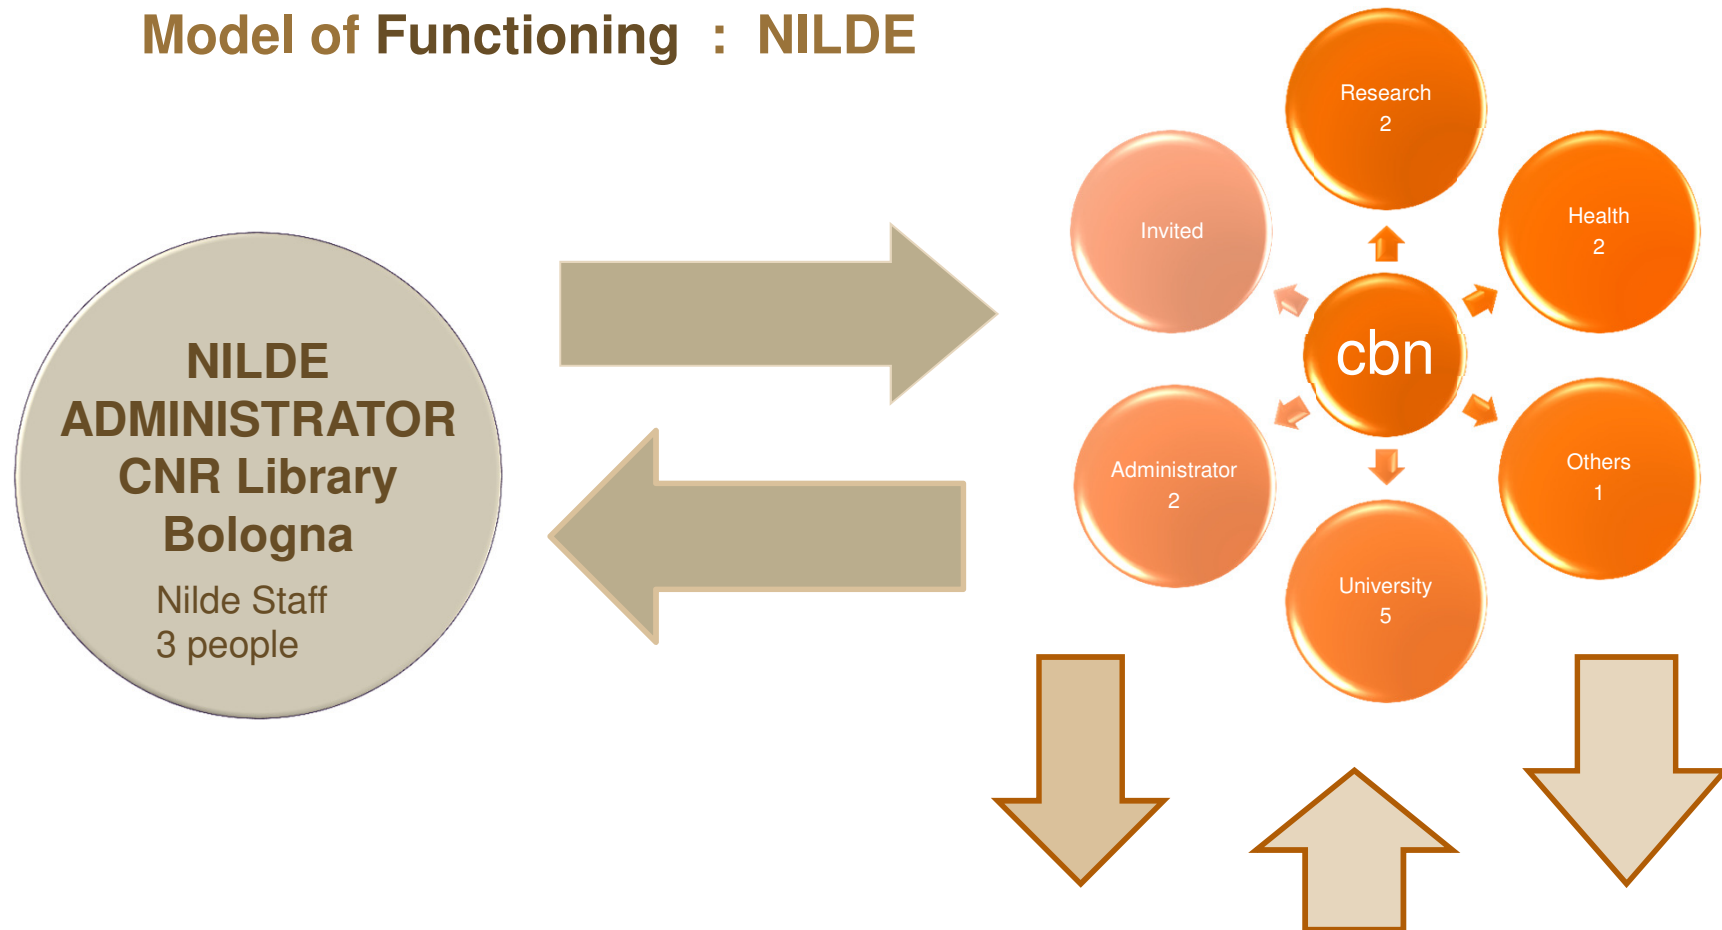 Model of Functioning : NILDE
NILDE
ADMINISTRATOR
CNR Library
Bologna
Nilde Staff
3 people
Research
2
Invited
Health
2
cbn
Administrator
2
Others
1
University
5